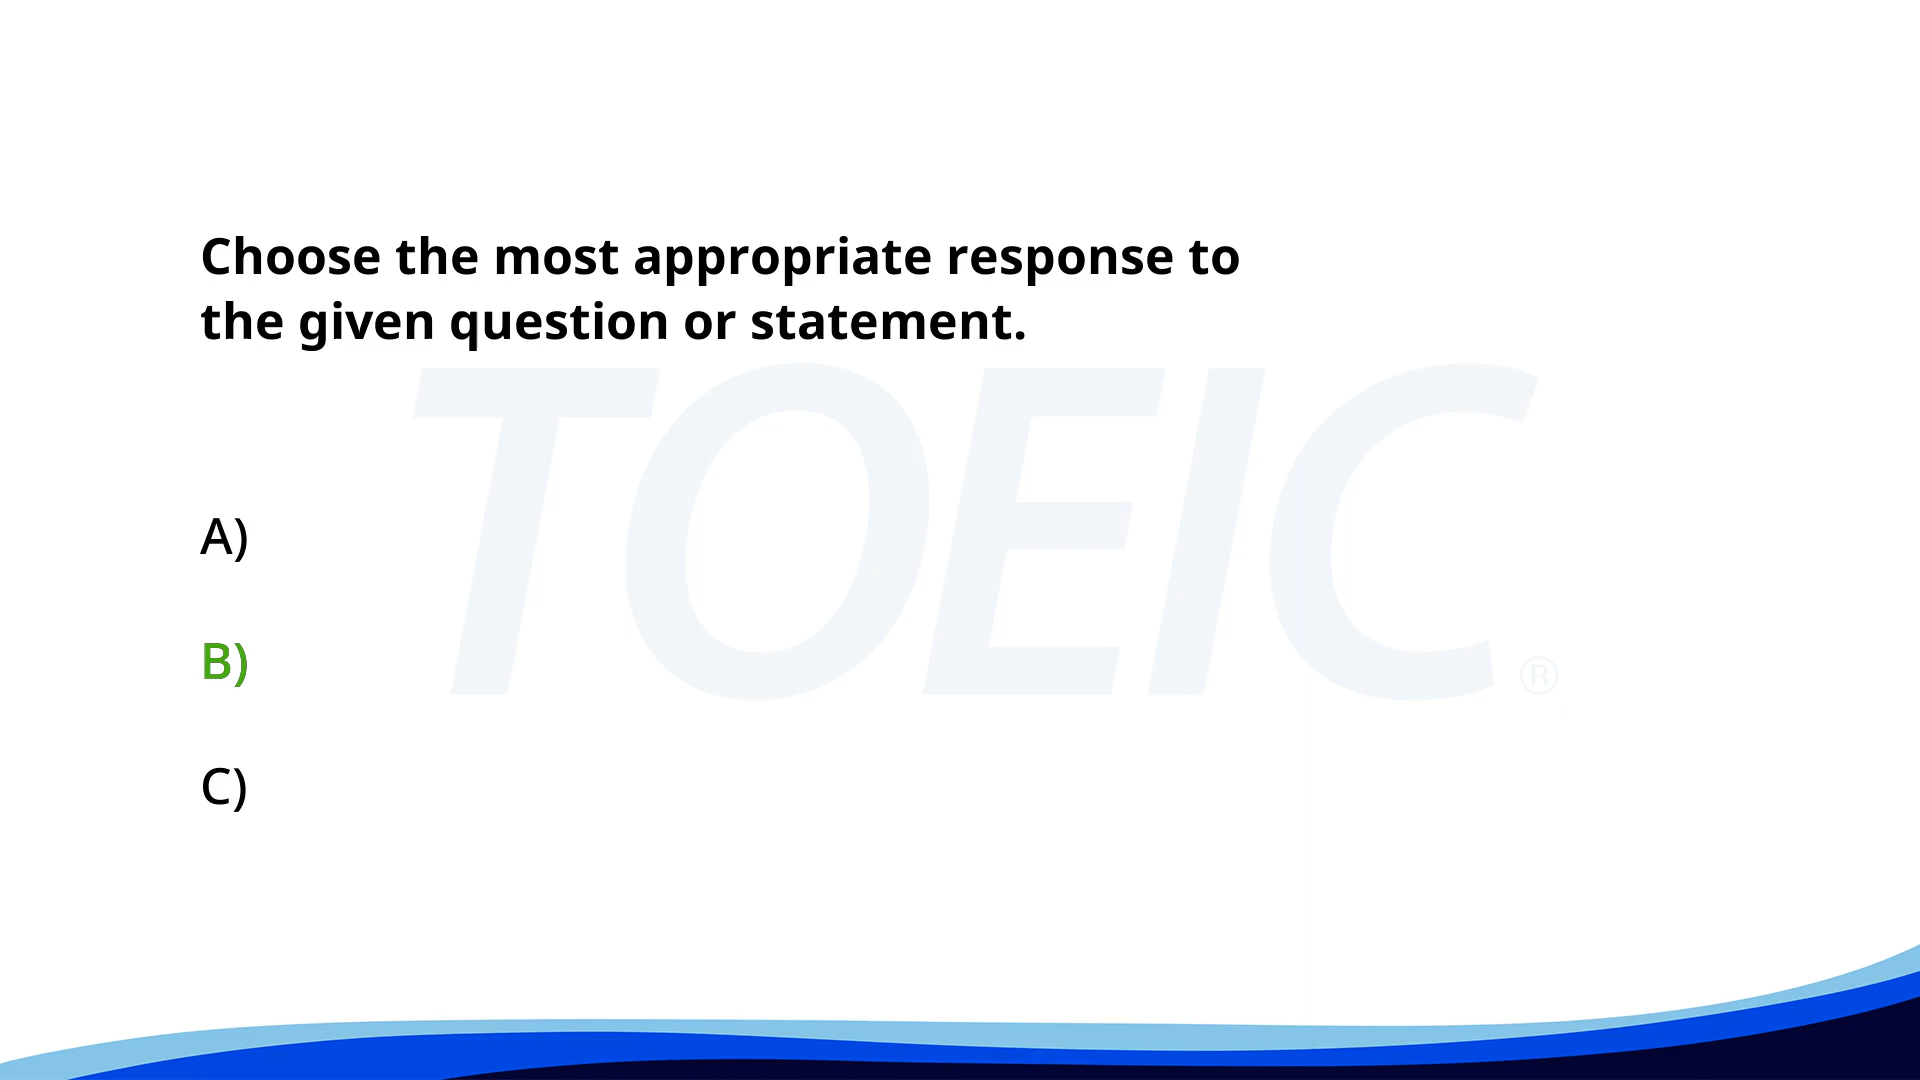 Choose the most appropriate response to
the given question or statement.
TOEIC®
A)
B)
C)